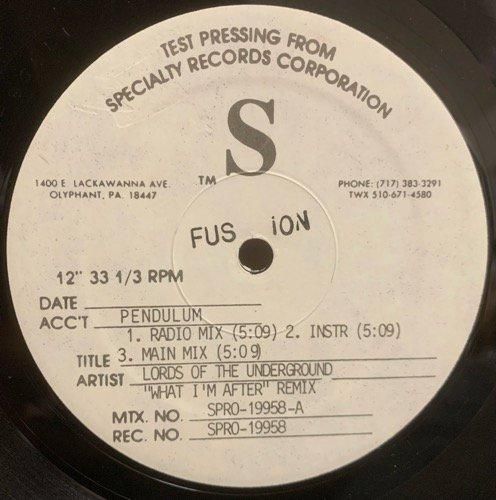 TEST PRESSING FROM
SPECIALTY RECORDS CORPORATION
S
TM
1400 E. LACKAWANNA AVE.
OLYPHANT, PA. 18447
PHONE: (717) 383-3291
TWX 510-671-4580
FUS ION
12" 33 1/3 RPM
DATE
ACC'T PENDULUM
1. RADIO MIX (5:09) 2. INSTR (5:09)
TITLE 3. MAIN MIX (5:09)
ARTIST LORDS OF THE UNDERGROUND
"WHAT I'M AFTER" REMIX
MTX. NO. SPRO-19958-A
REC. NO. SPRO-19958